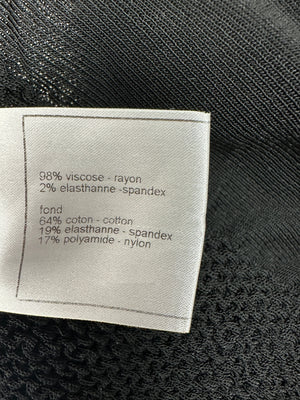 98% viscose - rayon
2% elasthanne -spandex
fond
64% coton - cotton
19% elasthanne - spandex
17% polyamide - nylon